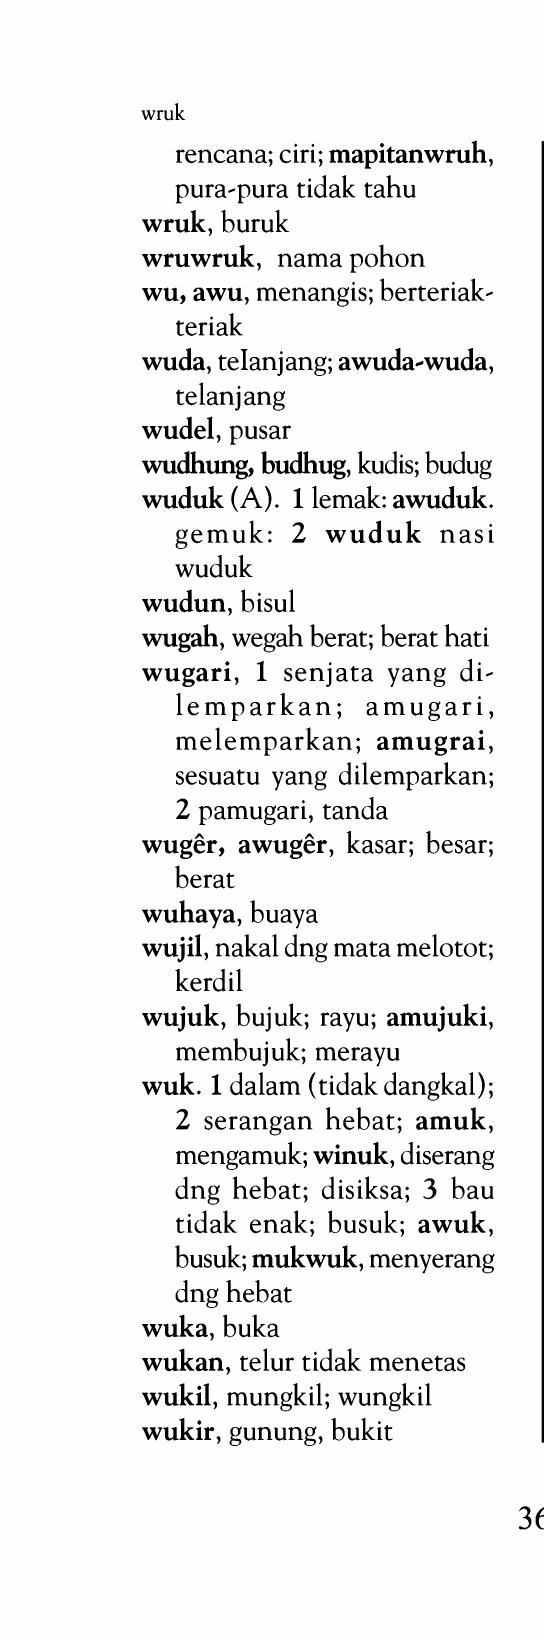 wruk
rencana; ciri; mapitanwruh,
pura-pura tidak tahu
wruk, buruk
wruwruk, nama pohon
wu, awu, menangis; berteriak-
teriak
wuda, teIanjang; awuda-wuda,
telanjang
wudel, pusar
wudhung, budhug, kudis; budug
wuduk (A). 1 lemak: awuduk.
gemuk: 2 wuduk nasi
wuduk
wudun, bisul
wugah, wegah berat; berat hati
wugari, 1 senjata yang di-
lemparkan; amugari,
melemparkan; amugrai,
sesuatu yang dilemparkan;
2 pamugari, tanda
wugêr, awugêr, kasar; besar;
berat
wuhaya, buaya
wujil, nakal dng mata melotot;
kerdil
wujuk, bujuk; rayu; amujuki,
membujuk; merayu
wuk. 1 dalam (tidak dangkal);
2 serangan hebat; amuk,
mengamuk; winuk, diserang
dng hebat; disiksa; 3 bau
tidak enak; busuk; awuk,
busuk; mukwuk, menyerang
dng hebat
wuka, buka
wukan, telur tidak menetas
wukil, mungkil; wungkil
wukir, gunung, bukit